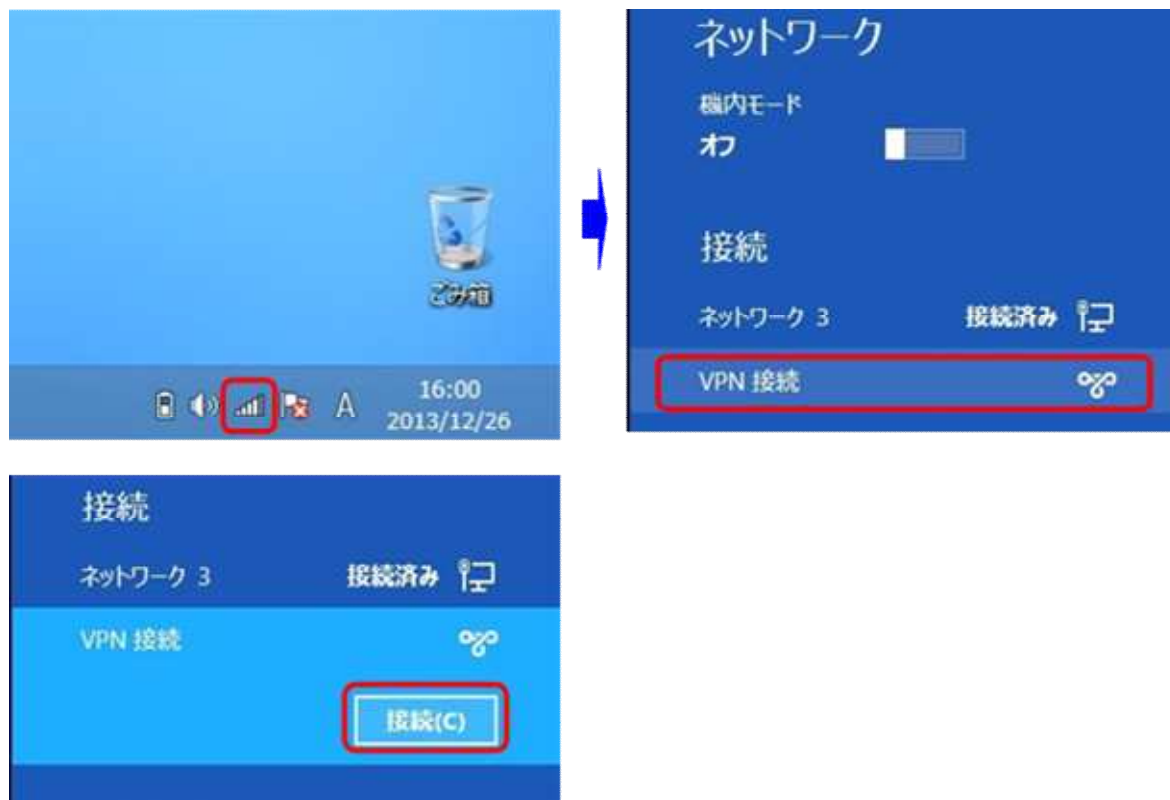 ごみ箱
A
16:00
2013/12/26
ネットワーク
機内モード
オフ
接続
ネットワーク 3 接続済み
VPN 接続
接続
ネットワーク 3 接続済み
VPN 接続
接続(C)